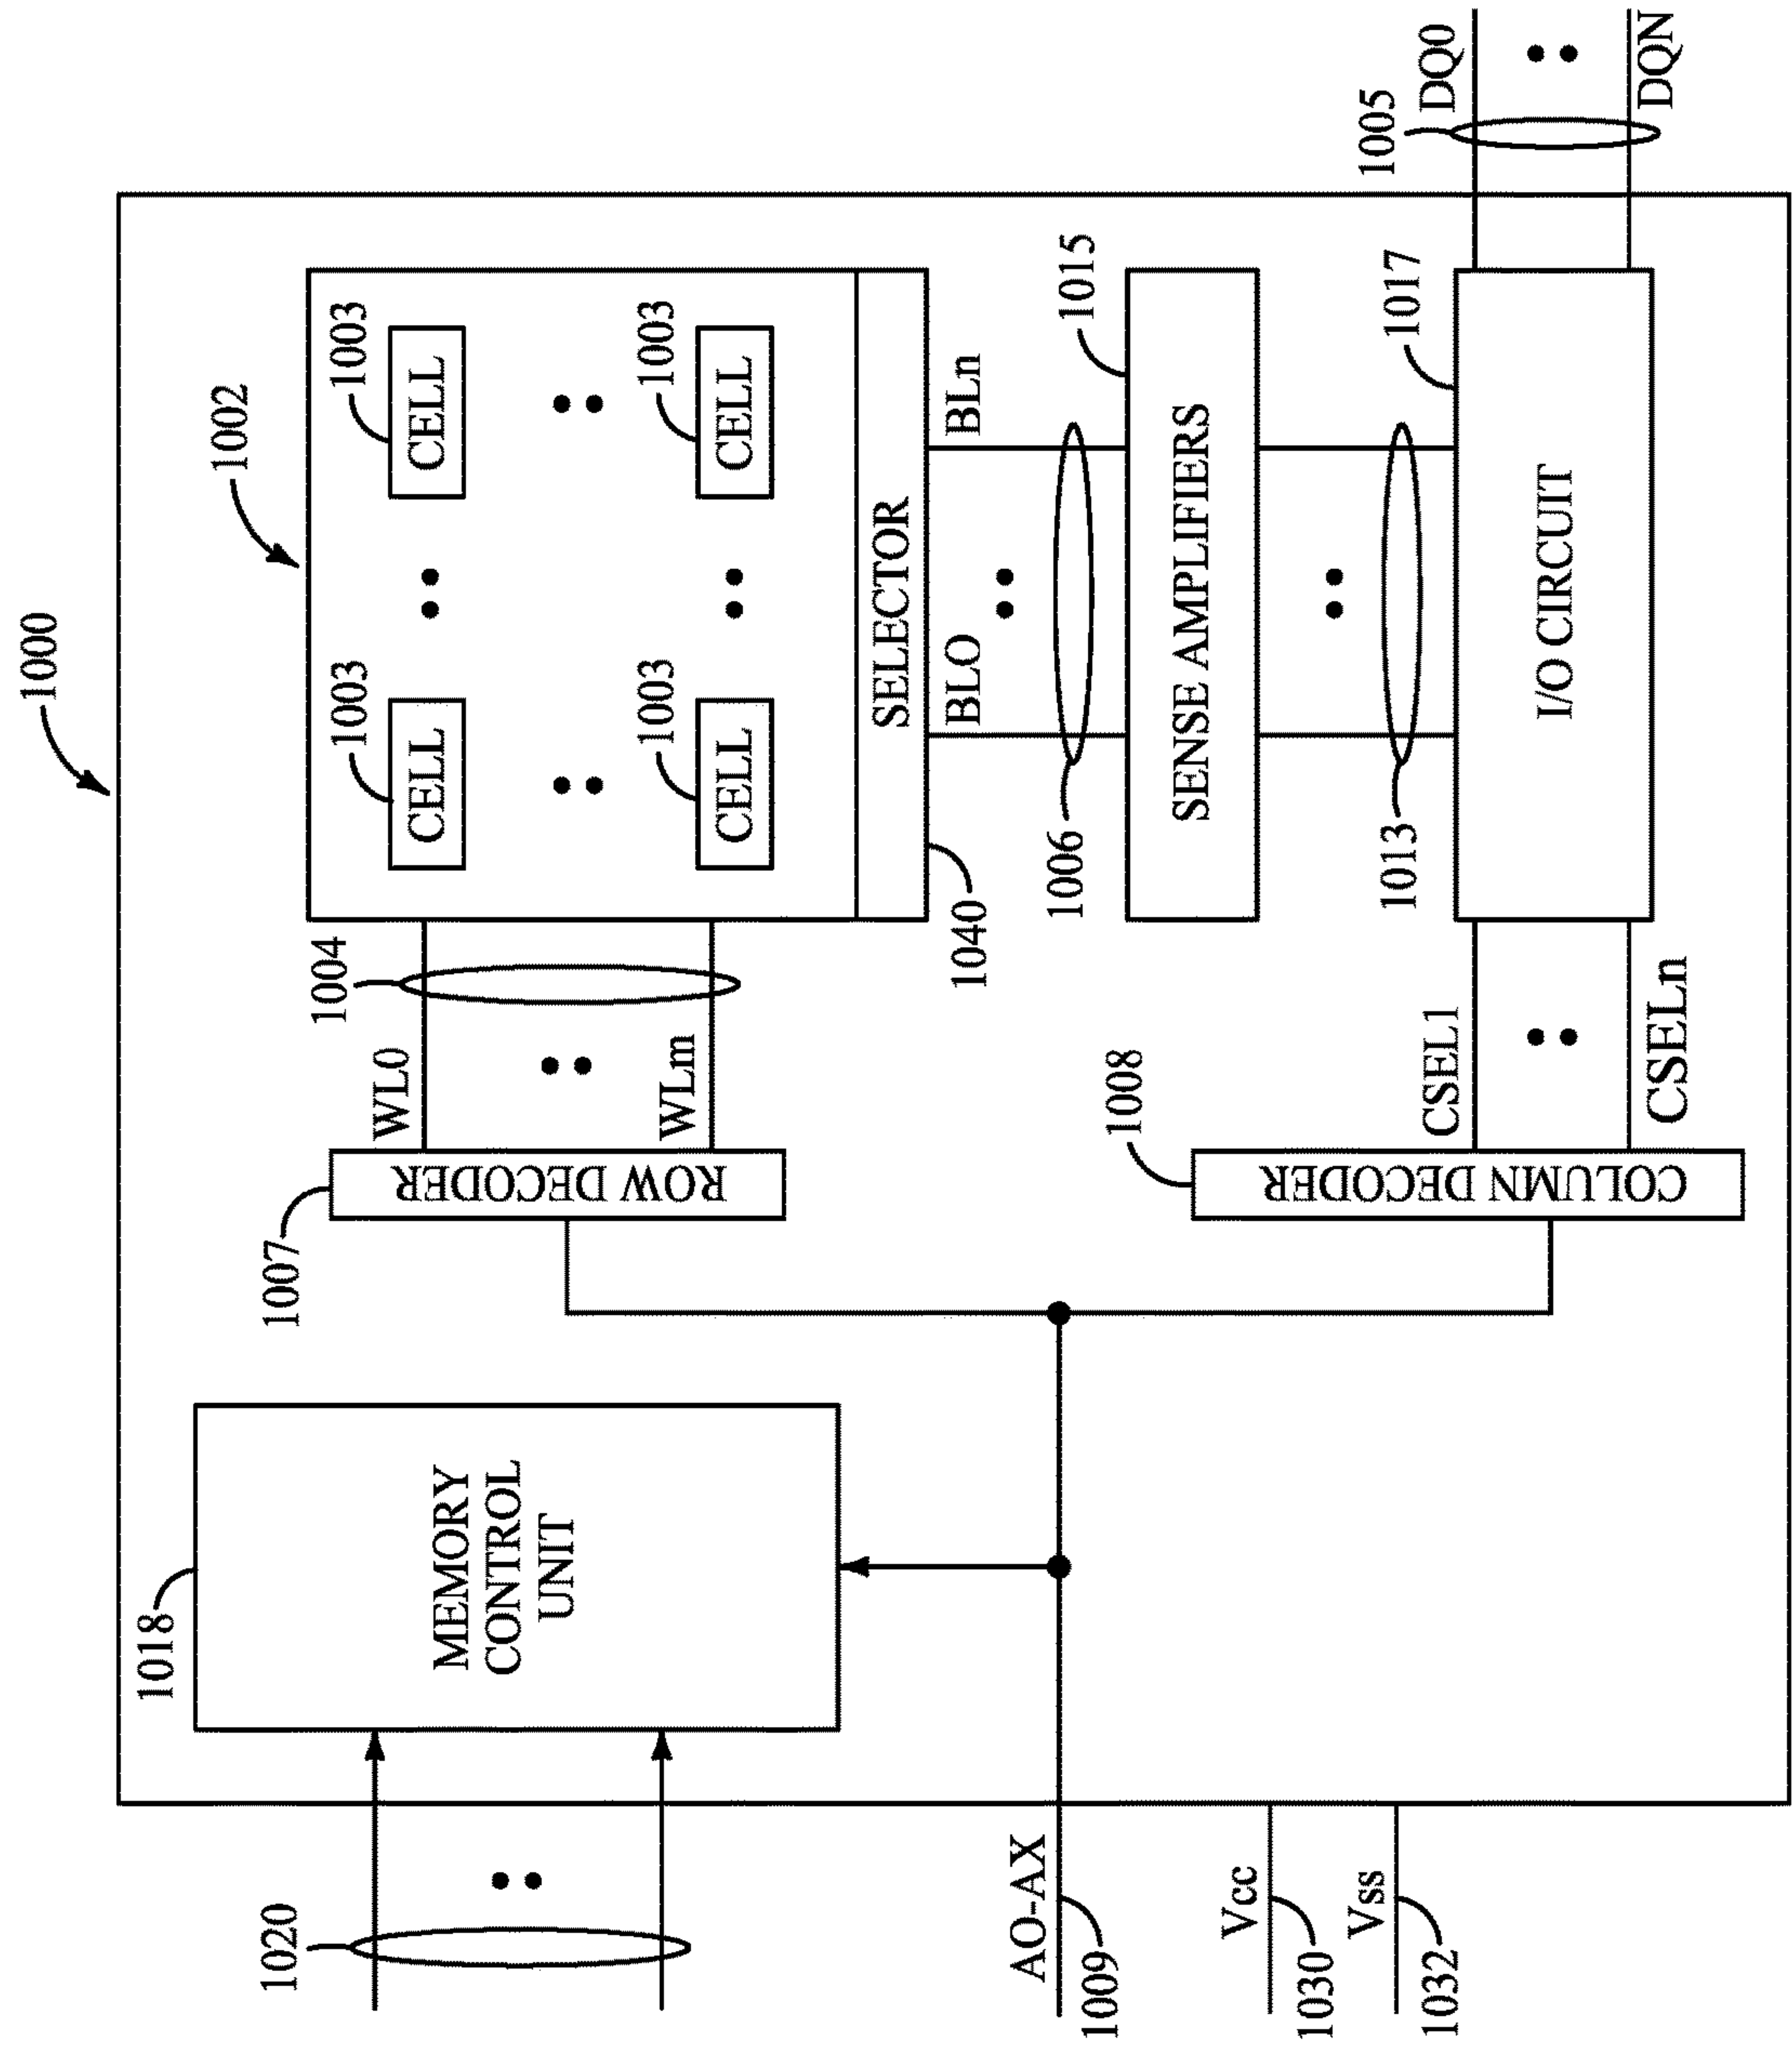 1000
1002
1003
1003
CELL
CELL
1003
1003
CELL
CELL
SELECTOR
1040
1004
WL0
WLm
ROW DECODER
1007
BLO
BLn
1006
1015
SENSE AMPLIFIERS
1013
1017
I/O CIRCUIT
1005
DQ0
DQN
1008
COLUMN DECODER
CSEL1
CSELn
1018
MEMORY
CONTROL
UNIT
1020
AO-AX
1009
Vcc
1030
Vss
1032